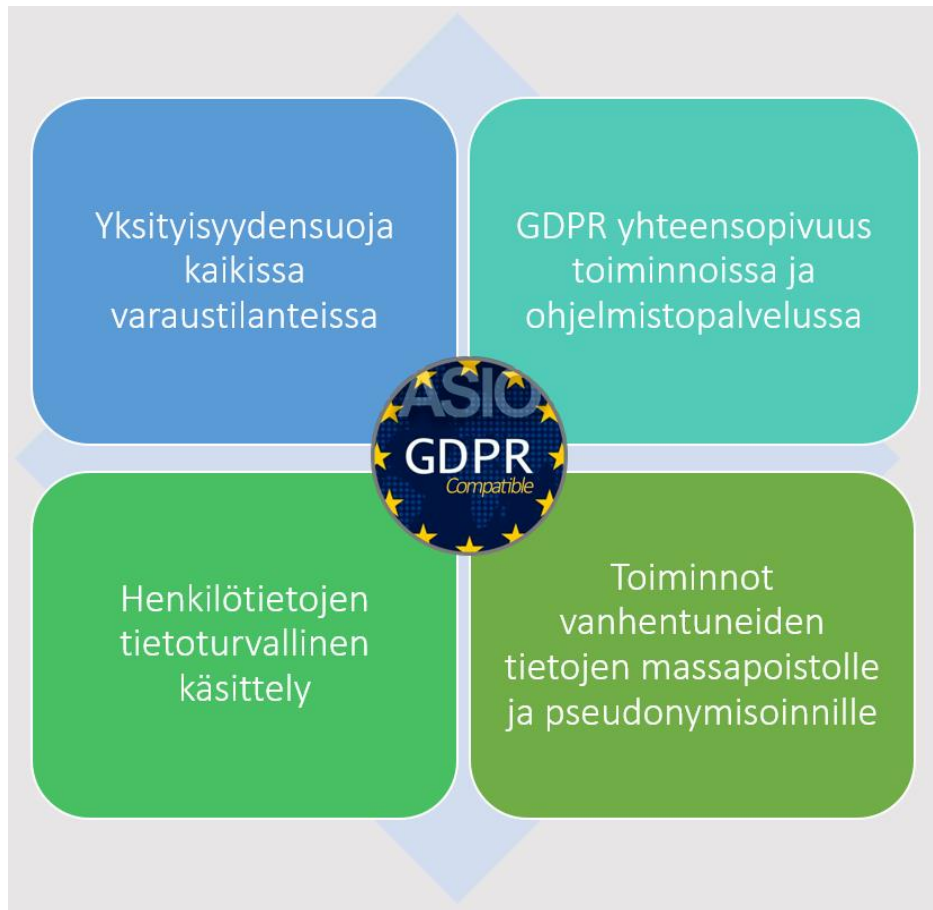 Yksityisyydensuoja
kaikissa
varaustilanteissa
GDPR yhteensopivuus
toiminnoissa ja
ohjelmistopalvelussa
ASIO
GDPR
Compatible
Henkilötietojen
tietoturvallinen
käsittely
Toiminnot
vanhentuneiden
tietojen massapoistolle
ja pseudonymisoinnille